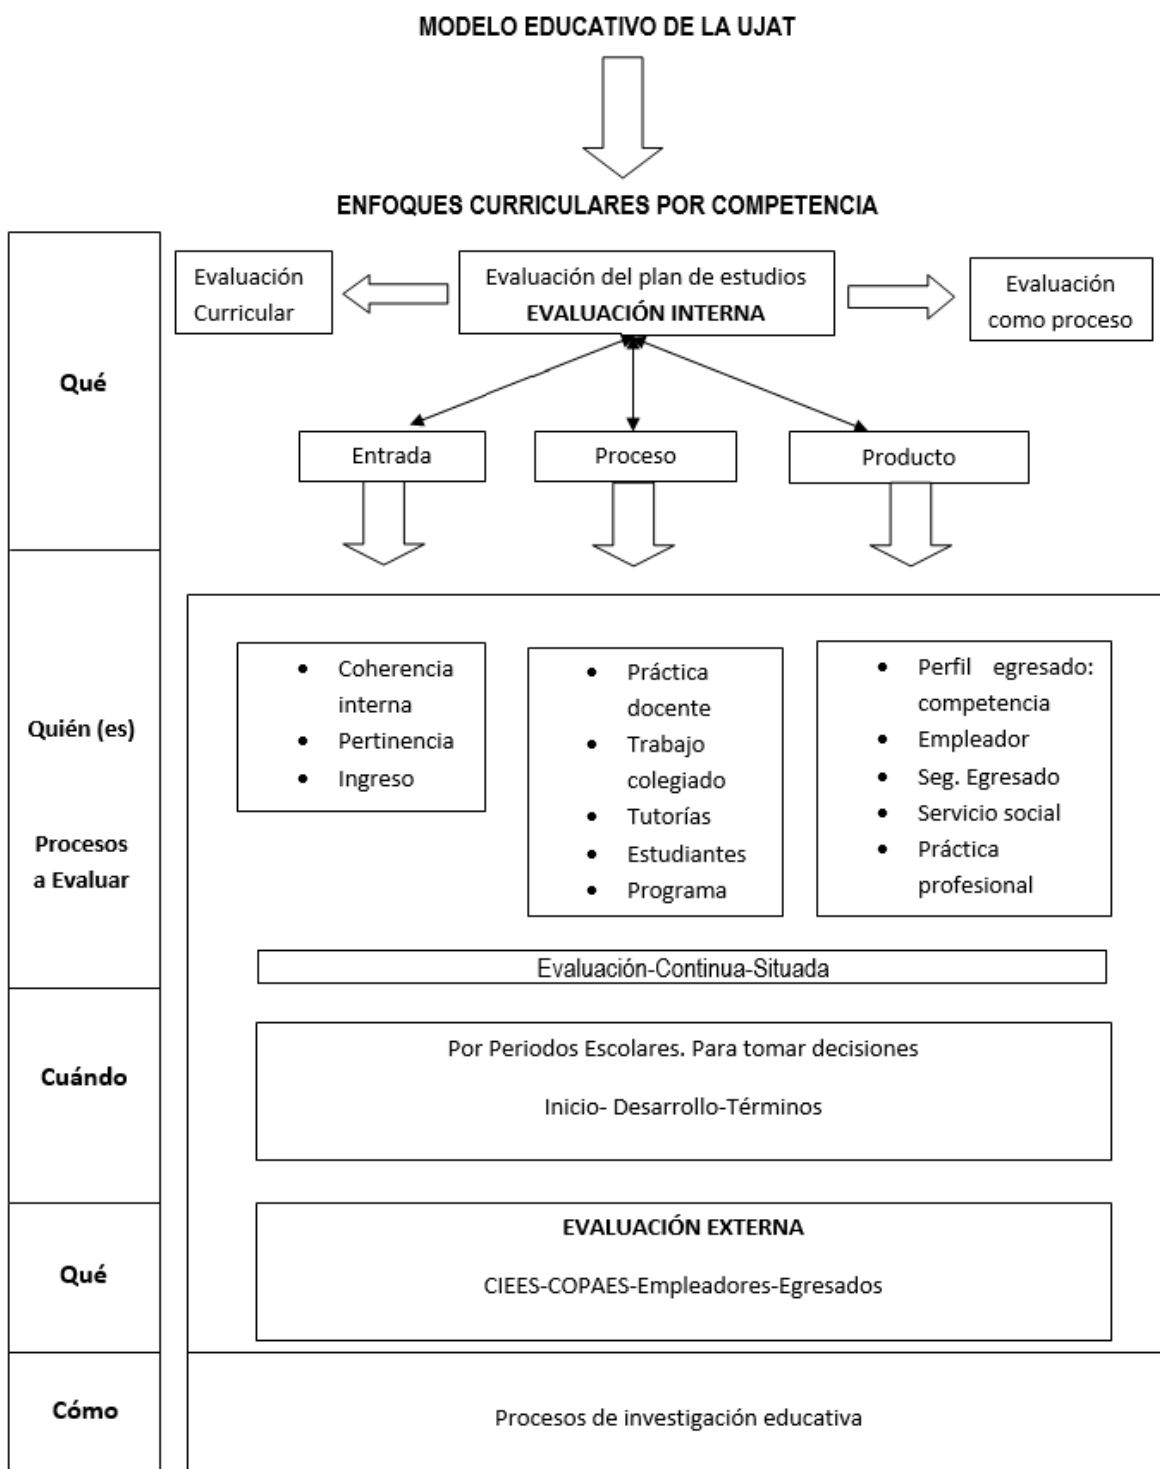 MODELO EDUCATIVO DE LA UJAT
ENFOQUES CURRICULARES POR COMPETENCIA
Qué
Evaluación
Curricular
Evaluación del plan de estudios
EVALUACIÓN INTERNA
Evaluación
como proceso
Entrada
Proceso
Producto
Quién (es)
Procesos
a Evaluar
• Coherencia
interna
• Pertinencia
• Ingreso
• Práctica
docente
• Trabajo
colegiado
• Tutorías
• Estudiantes
• Programa
• Perfil egresado:
competencia
• Empleador
• Seg. Egresado
• Servicio social
• Práctica
profesional
Evaluación-Continua-Situada
Cuándo
Por Periodos Escolares. Para tomar decisiones
Inicio- Desarrollo-Términos
Qué
EVALUACIÓN EXTERNA
CIEES-COPAES-Empleadores-Egresados
Cómo
Procesos de investigación educativa